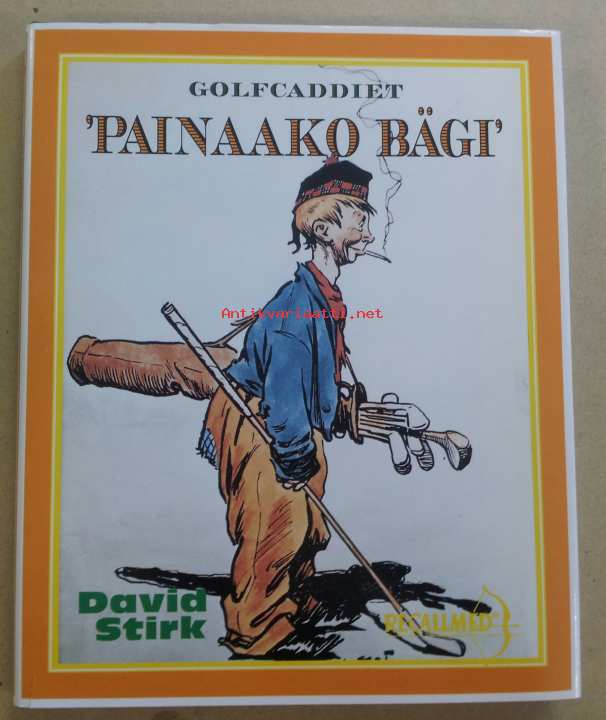 GOLFCADDIET
'PAINAAKO BÄGI'
Antikvariaatti.net
David
Stirk
RECALLMED